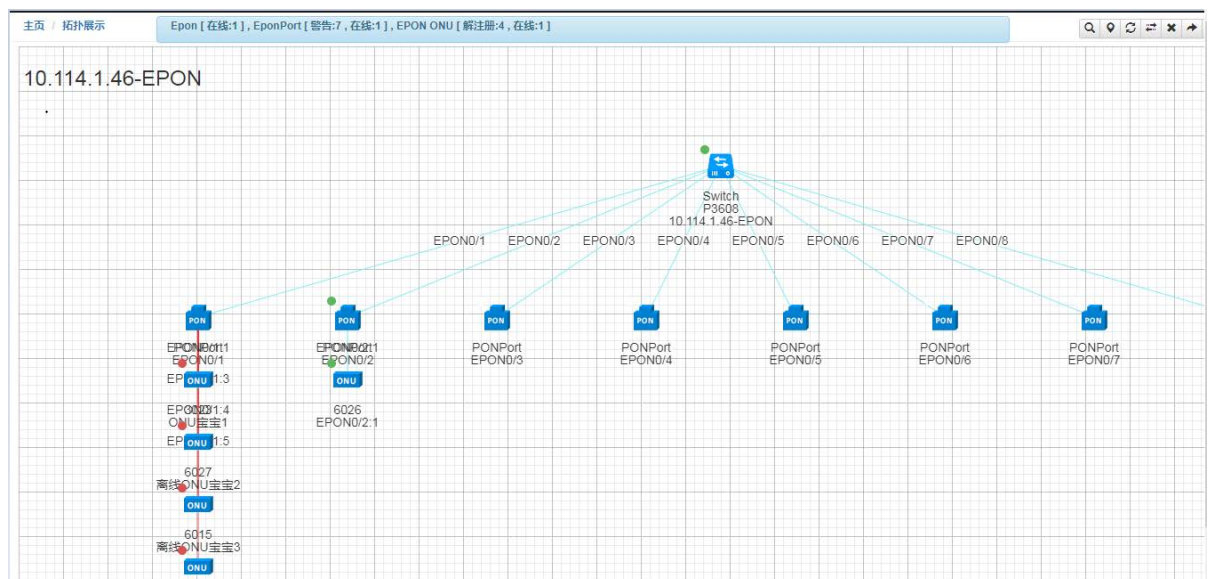 主页 / 拓扑展示
Epon [ 在线:1 ] , EponPort [ 警告:7 , 在线:1 ] , EPON ONU [ 解注册:4 , 在线:1 ]
10.114.1.46-EPON
Switch
P3608
10.114.1.46-EPON
EPON0/1 EPON0/2 EPON0/3 EPON0/4 EPON0/5 EPON0/6 EPON0/7 EPON0/8
PON PON PON PON PON PON PON
PONPort PONPort PONPort PONPort PONPort
EPON0/1 EPON0/2 EPON0/3 EPON0/4 EPON0/5 EPON0/6 EPON0/7
ONU ONU
6026
ONU宝宝1 EPON0/2:1
ONU
6027
离线ONU宝宝2
ONU
6015
离线ONU宝宝3
ONU